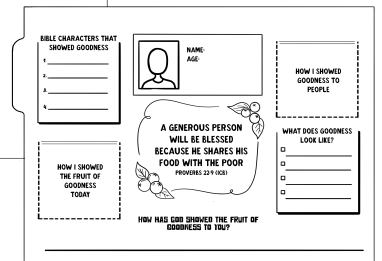 BIBLE CHARACTERS THAT
SHOWED GOODNESS
1.
2.
3.
4.
NAME:
AGE:
HOW I SHOWED
GOODNESS TO
PEOPLE
A GENEROUS PERSON
WILL BE BLESSED
BECAUSE HE SHARES HIS
FOOD WITH THE POOR
PROVERBS 22:9 (ICB)
WHAT DOES GOODNESS
LOOK LIKE?
HOW I SHOWED
THE FRUIT OF
GOODNESS
TODAY
HOW HAS GOD SHOWED THE FRUIT OF
GOODNESS TO YOU?